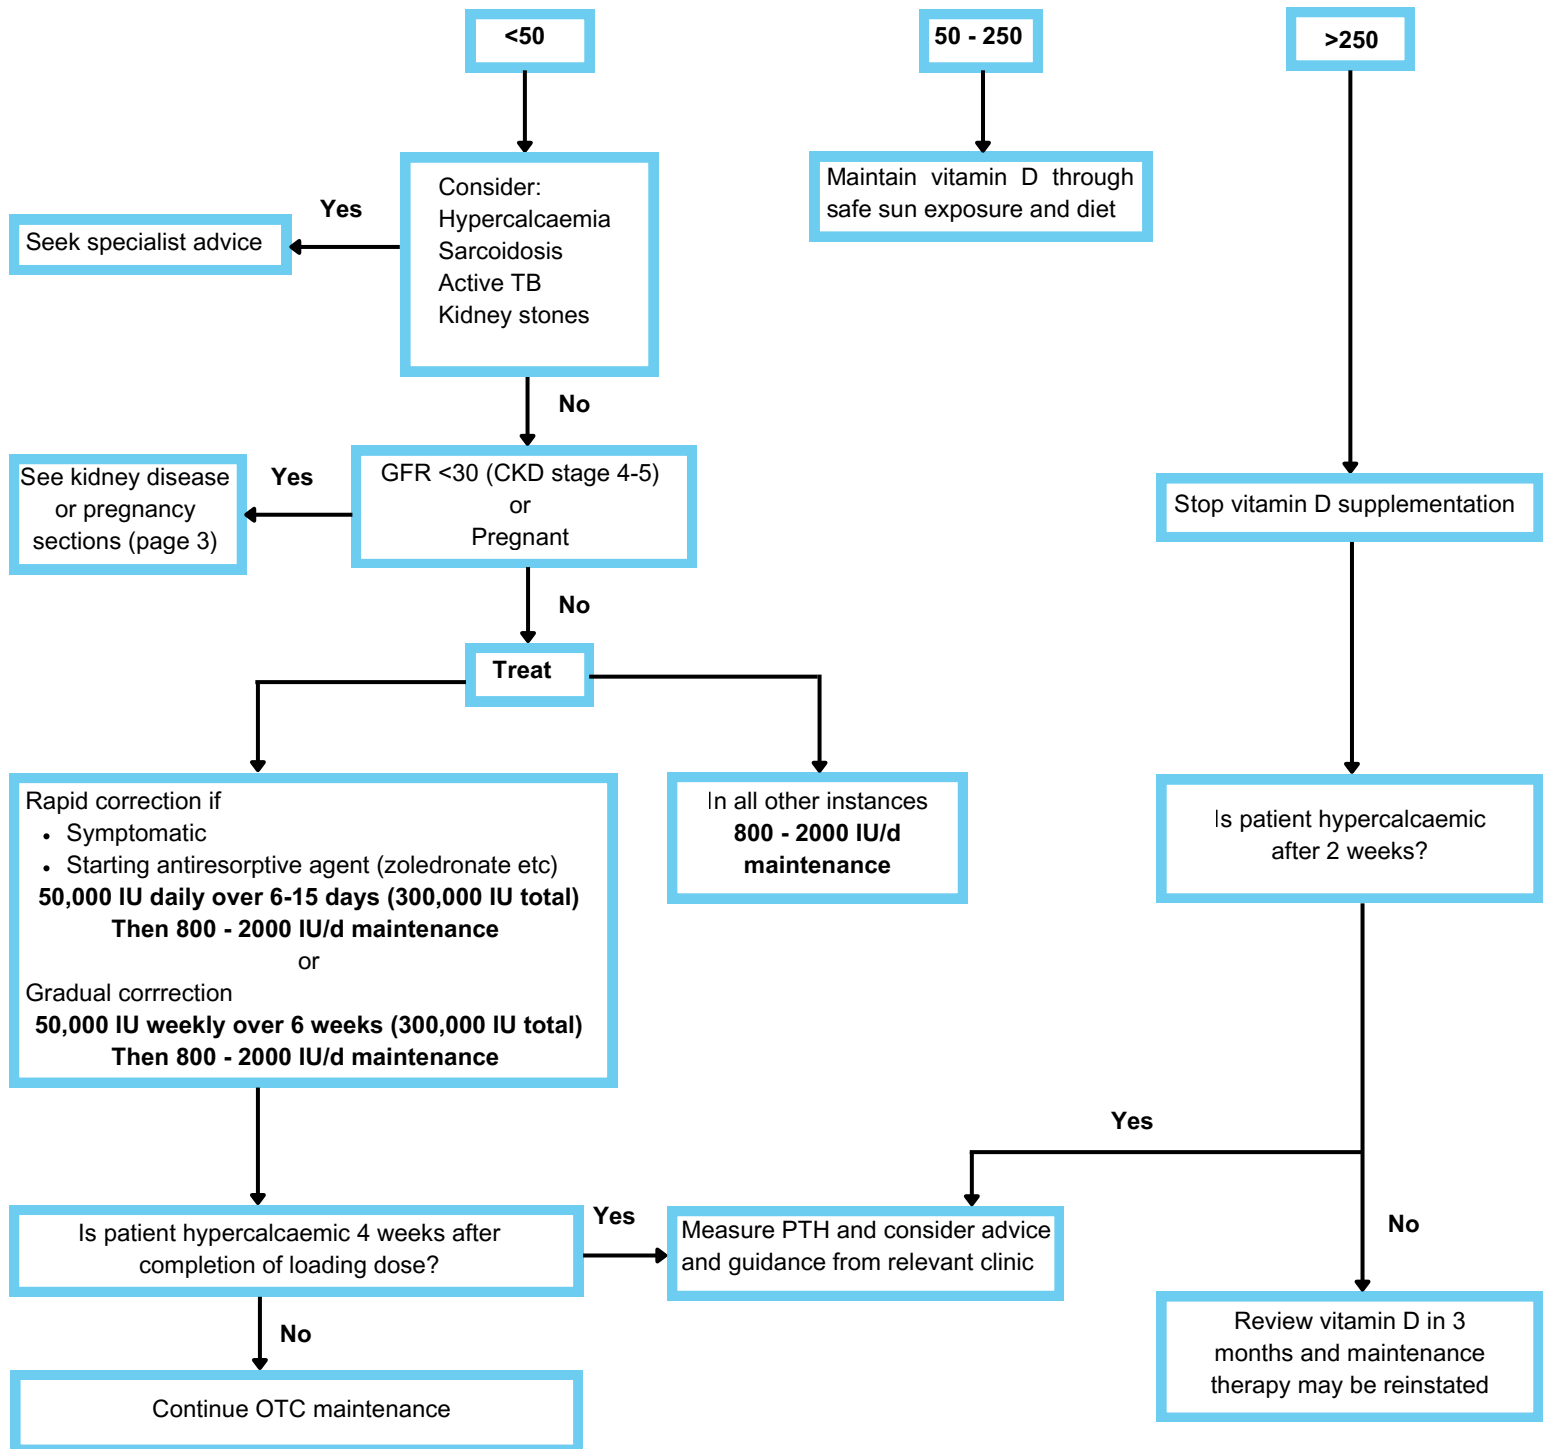 <50
50 - 250
>250
Consider:
Hypercalcaemia
Sarcoidosis
Active TB
Kidney stones
Yes
Seek specialist advice
Maintain vitamin D through
safe sun exposure and diet
No
GFR <30 (CKD stage 4-5)
or
Pregnant
Yes
See kidney disease
or pregnancy
sections (page 3)
Stop vitamin D supplementation
No
Treat
Rapid correction if
• Symptomatic
• Starting antiresorptive agent (zoledronate etc)
50,000 IU daily over 6-15 days (300,000 IU total)
Then 800 - 2000 IU/d maintenance
or
Gradual corrrection
50,000 IU weekly over 6 weeks (300,000 IU total)
Then 800 - 2000 IU/d maintenance
In all other instances
800 - 2000 IU/d
maintenance
Is patient hypercalcaemic
after 2 weeks?
Yes
Is patient hypercalcaemic 4 weeks after
completion of loading dose?
Yes
Measure PTH and consider advice
and guidance from relevant clinic
No
No
Continue OTC maintenance
Review vitamin D in 3
months and maintenance
therapy may be reinstated